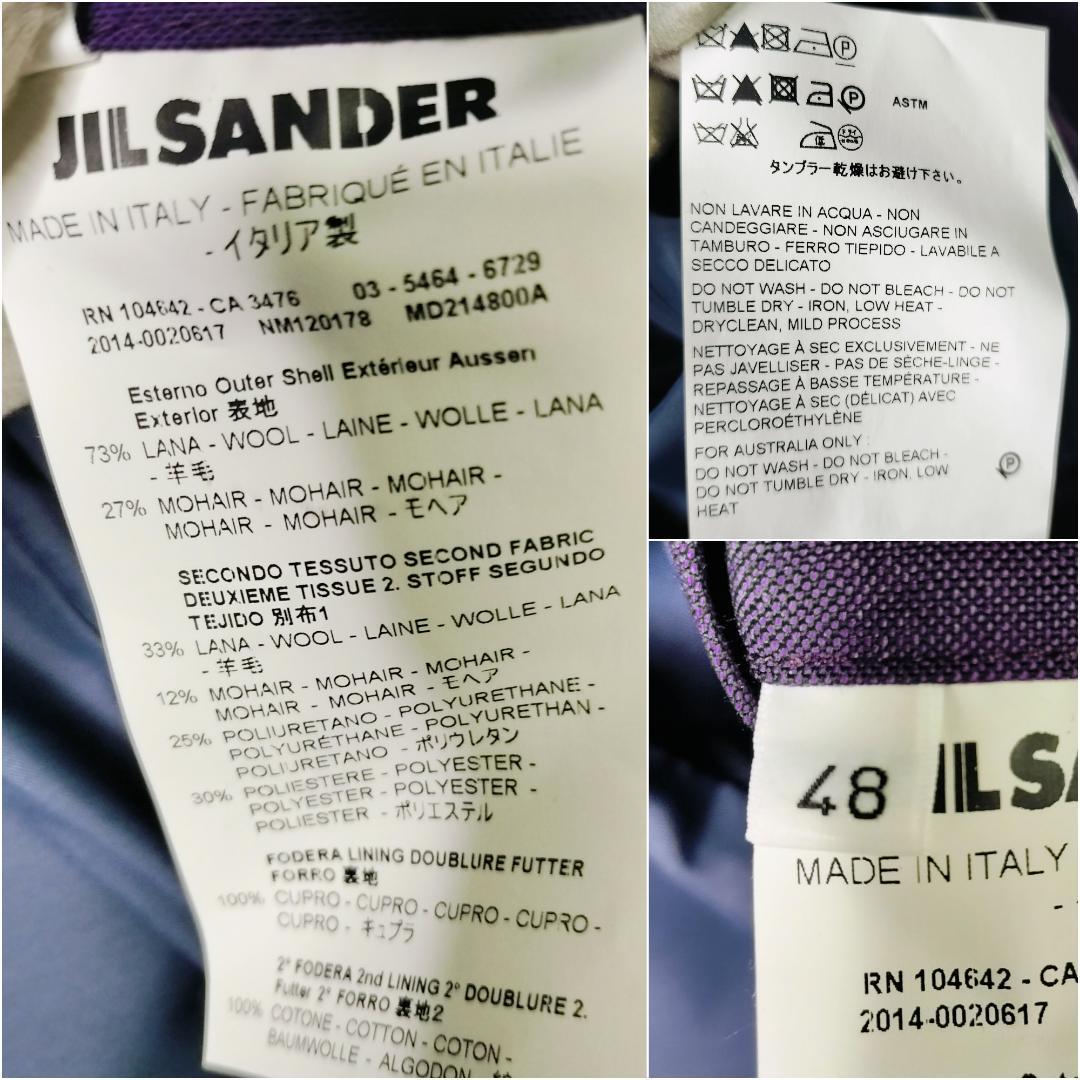 JIL SANDER
MADE IN ITALY - FABRIQUÉ EN ITALIE
- イタリア製
RN 104642 - CA 3476 03 - 5464 - 6729
2014-0020617 NM120178 MD214800A
Esterno Outer Shell Extérieur Aussen
Exterior 表地
73% LANA - WOOL - LAINE - WOLLE - LANA
- 羊毛
27% MOHAIR - MOHAIR - MOHAIR -
MOHAIR - MOHAIR - モヘア
SECONDO TESSUTO SECOND FABRIC
DEUXIEME TISSUE 2. STOFF SEGUNDO
TEJIDO 別布1
33% LANA - WOOL - LAINE - WOLLE - LANA
- 羊毛
12% MOHAIR - MOHAIR - MOHAIR -
MOHAIR - MOHAIR - モヘア
25% POLIURETANO - POLYURETHANE -
POLYURÉTHANE - POLYURETHAN -
POLIURETANO - ポリウレタン
30% POLIESTERE - POLYESTER -
POLYESTER - POLYESTER -
POLIESTER - ポリエステル
FODERA LINING DOUBLURE FUTTER
FORRO 裏地
100% CUPRO - CUPRO - CUPRO - CUPRO -
CUPRO - キュプラ
2° FODERA 2nd LINING 2° DOUBLURE 2.
Futter 2° FORRO 裏地2
100% COTONE - COTTON - COTON -
BAUMWOLLE - ALGODON -
P
P ASTM
低 ドライ
タンブラー乾燥はお避け下さい。
NON LAVARE IN ACQUA - NON
CANDEGGIARE - NON ASCIUGARE IN
TAMBURO - FERRO TIEPIDO - LAVABILE A
SECCO DELICATO
DO NOT WASH - DO NOT BLEACH - DO NOT
TUMBLE DRY - IRON, LOW HEAT -
DRYCLEAN, MILD PROCESS
NETTOYAGE À SEC EXCLUSIVEMENT - NE
PAS JAVELLISER - PAS DE SÈCHE-LINGE -
REPASSAGE À BASSE TEMPÉRATURE -
NETTOYAGE À SEC (DÉLICAT) AVEC
PERCLOROÉTHYLÈNE
FOR AUSTRALIA ONLY :
DO NOT WASH - DO NOT BLEACH -
DO NOT TUMBLE DRY - IRON, LOW
HEAT
P
48 JIL SA
MADE IN ITALY
-
RN 104642 - CA
2014-0020617